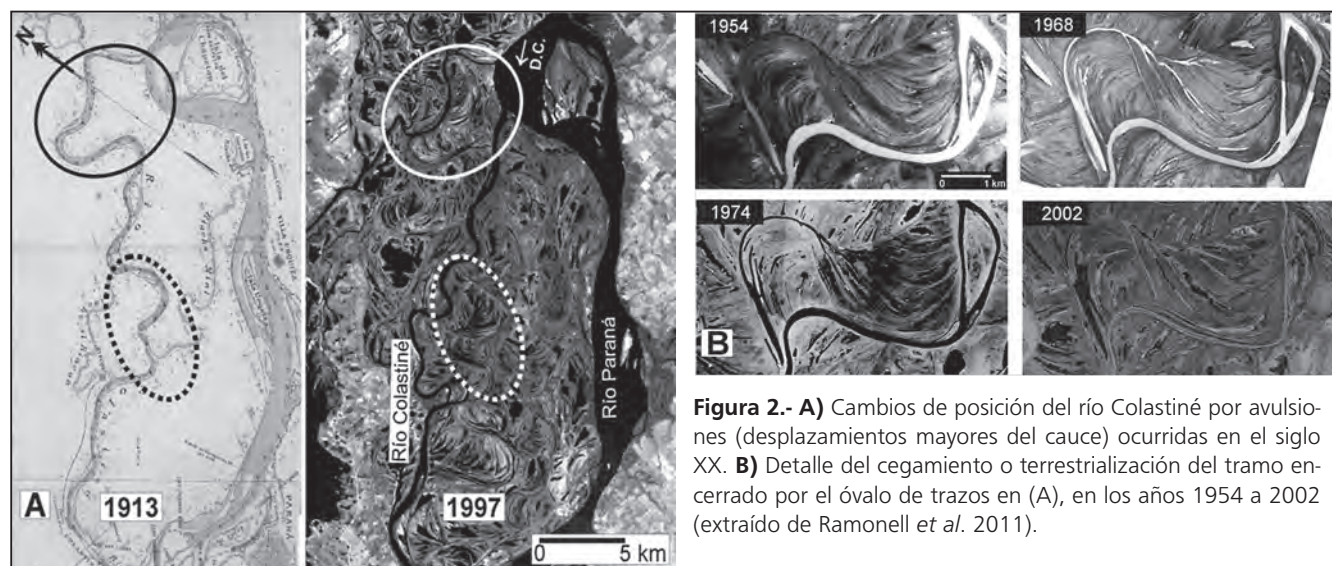 N
1913
A
D.C.
Río Colastiné
Río Paraná
1997
0 5 km
1954
0 1 km
1968
1974
B
2002
Figura 2.- A) Cambios de posición del río Colastiné por avulsio-
nes (desplazamientos mayores del cauce) ocurridas en el siglo
XX. B) Detalle del cegamiento o terrestrialización del tramo en-
cerrado por el óvalo de trazos en (A), en los años 1954 a 2002
(extraído de Ramonell et al. 2011).